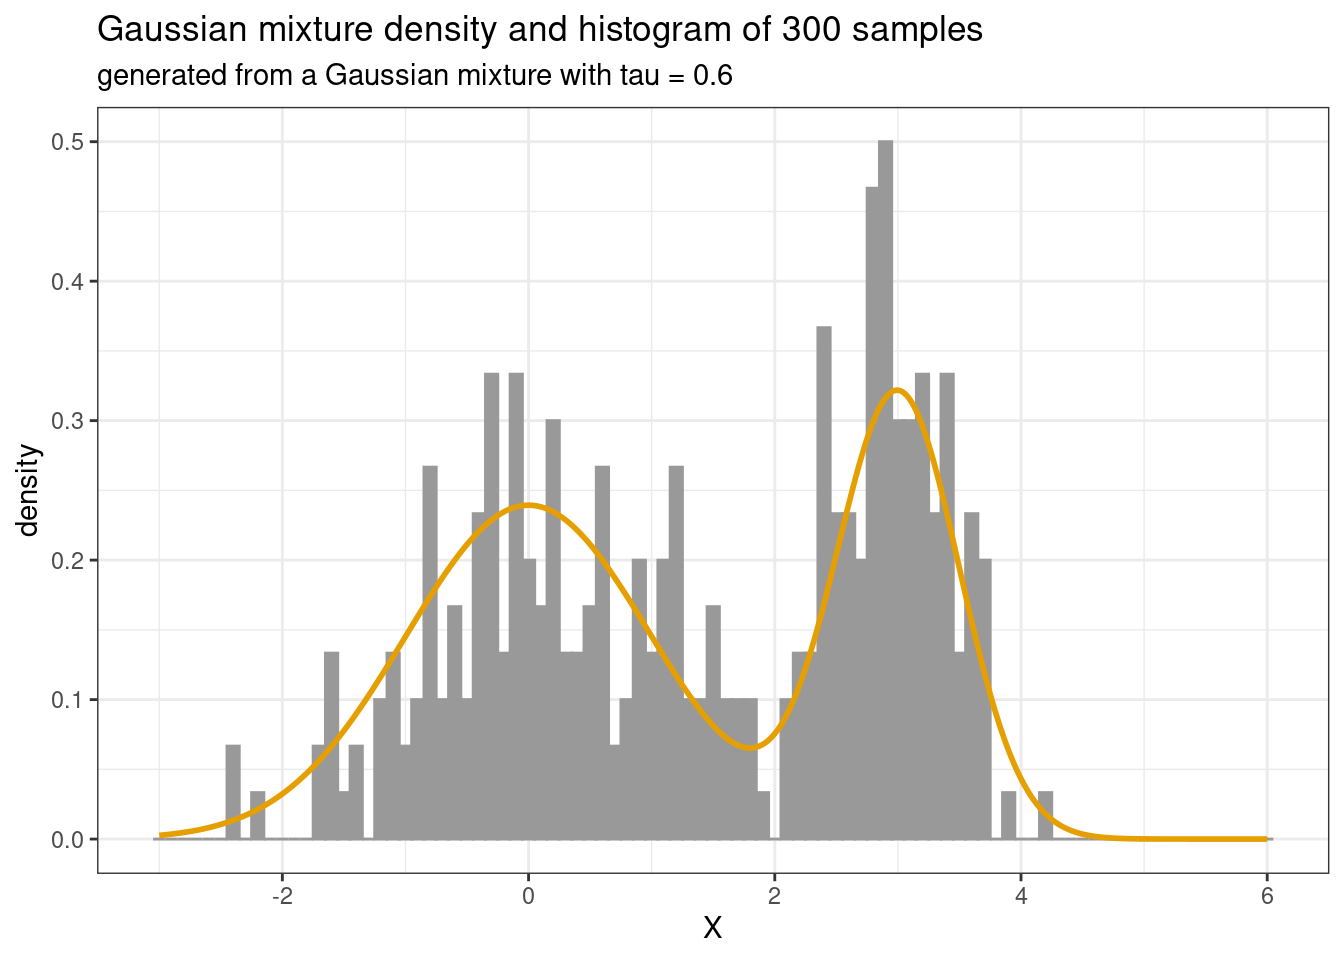 Gaussian mixture density and histogram of 300 samples
generated from a Gaussian mixture with tau = 0.6
0.5
0.4
0.3
0.2
0.1
0.0
density
-2
0
2
4
6
X